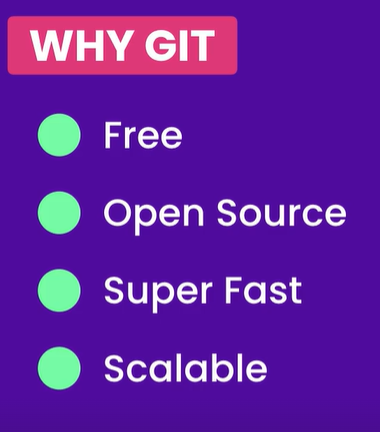 WHY GIT
Free
Open Source
Super Fast
Scalable